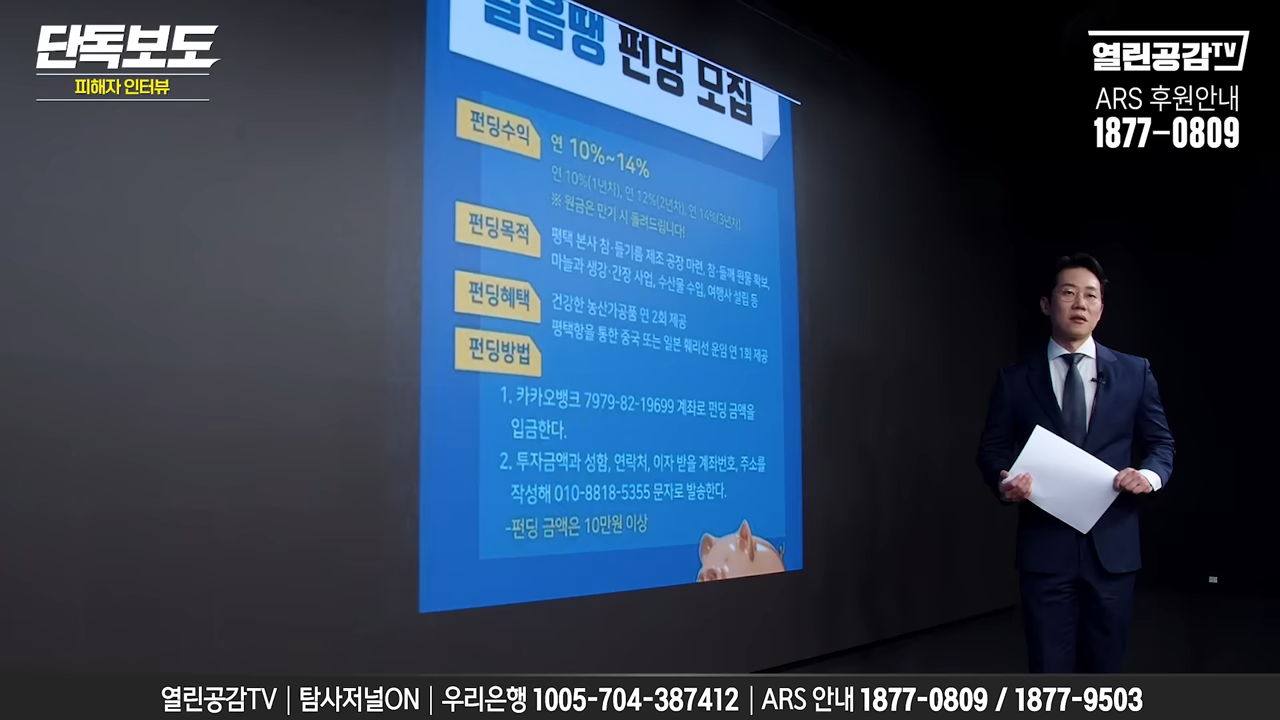 단독보도
피해자 인터뷰
열린공감TV
ARS 후원안내
1877-0809
얼음땡 펀딩 모집
펀딩수익
연 10%~14%
연 10%(1년차), 연 12%(2년차), 연 14%(3년차)
※ 원금은 만기 시 돌려드립니다!
펀딩목적
평택 본사 참·들기름 제조 공장 마련, 참·들깨 원물 확보,
마늘과 생강·간장 사업, 수산물 수입, 여행사 설립 등
펀딩혜택
건강한 농산가공품 연 2회 제공
평택항을 통한 중국 또는 일본 훼리선 운임 연 1회 제공
펀딩방법
1. 카카오뱅크 7979-82-19699 계좌로 펀딩 금액을
입금한다.
2. 투자금액과 성함, 연락처, 이자 받을 계좌번호, 주소를
작성해 010-8818-5355 문자로 발송한다.
-펀딩 금액은 10만원 이상
열린공감TV | 탐사저널ON | 우리은행 1005-704-387412 | ARS 안내 1877-0809 / 1877-9503